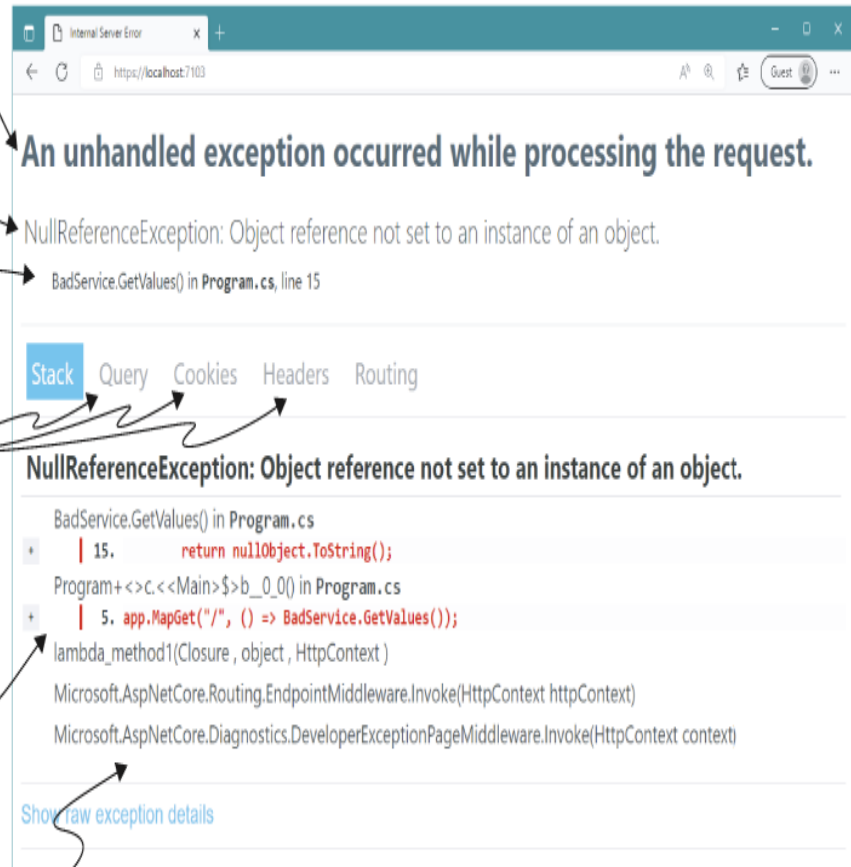 Internal Server Error
https://localhost:7103
Guest
An unhandled exception occurred while processing the request.
NullReferenceException: Object reference not set to an instance of an object.
BadService.GetValues() in Program.cs, line 15
Stack Query Cookies Headers Routing
NullReferenceException: Object reference not set to an instance of an object.
BadService.GetValues() in Program.cs
+ 15. return nullObject.ToString();
Program+<>c.<<Main>$>b__0_0() in Program.cs
+ 5. app.MapGet("/", () => BadService.GetValues());
lambda_method1(Closure , object , HttpContext )
Microsoft.AspNetCore.Routing.EndpointMiddleware.Invoke(HttpContext httpContext)
Microsoft.AspNetCore.Diagnostics.DeveloperExceptionPageMiddleware.Invoke(HttpContext context)
Show raw exception details